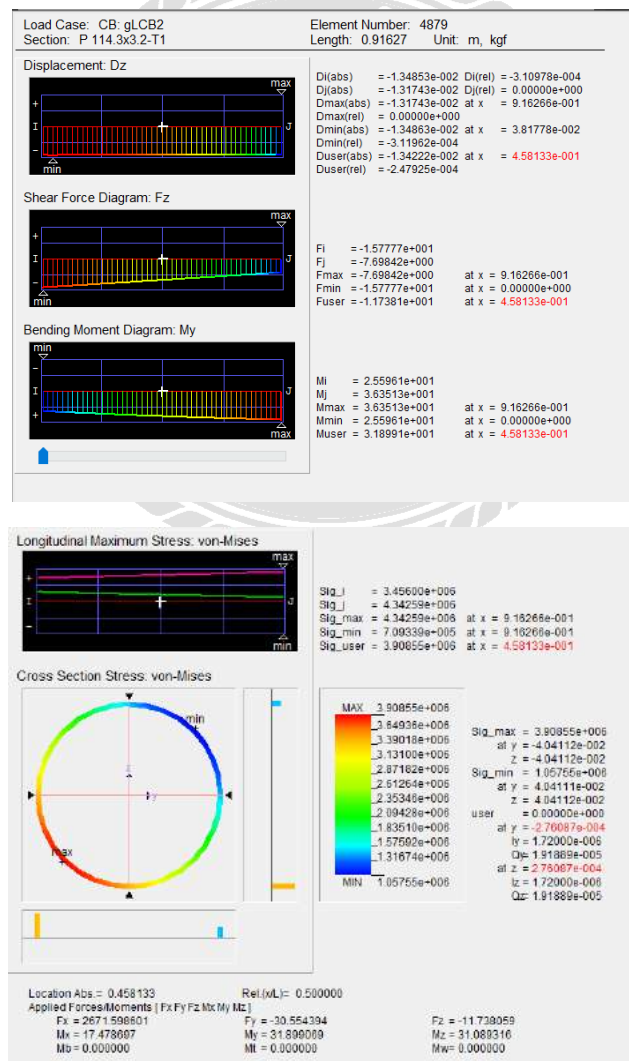 Load Case: CB: gLCB2 Element Number: 4879
Section: P 114.3x3.2-T1 Length: 0.91627 Unit: m, kgf
Displacement: Dz
max
+
I
J
-
min
Di(abs) =-1.34853e-002 Di(rel) =-3.10978e-004
Dj(abs) =-1.31743e-002 Dj(rel) = 0.00000e+000
Dmax(abs) =-1.31743e-002 at x = 9.16266e-001
Dmax(rel) = 0.00000e+000
Dmin(abs) =-1.34863e-002 at x = 3.81778e-002
Dmin(rel) =-3.11962e-004
Duser(abs) =-1.34222e-002 at x = 4.58133e-001
Duser(rel) =-2.47925e-004
Shear Force Diagram: Fz
max
+
I
J
-
min
Fi =-1.57777e+001
Fj =-7.69842e+000
Fmax =-7.69842e+000 at x = 9.16266e-001
Fmin =-1.57777e+001 at x = 0.00000e+000
Fuser =-1.17381e+001 at x = 4.58133e-001
Bending Moment Diagram: My
min
-
I
J
+
max
Mi = 2.55961e+001
Mj = 3.63513e+001
Mmax = 3.63513e+001 at x = 9.16266e-001
Mmin = 2.55961e+001 at x = 0.00000e+000
Muser = 3.18991e+001 at x = 4.58133e-001
Longitudinal Maximum Stress: von-Mises
max
+
I
J
-
min
Sig_i = 3.45600e+006
Sig_j = 4.34259e+006
Sig_max = 4.34259e+006 at x = 9.16266e-001
Sig_min = 7.09339e+005 at x = 9.16266e-001
Sig_user = 3.90855e+006 at x = 4.58133e-001
Cross Section Stress: von-Mises
min
z
y
max
MAX 3.90855e+006
3.64936e+006
3.39018e+006
3.13100e+006
2.87182e+006
2.61264e+006
2.35346e+006
2.09428e+006
1.83510e+006
1.57592e+006
1.31674e+006
MIN 1.05755e+006
Sig_max = 3.90855e+006
at y = -4.04112e-002
z = -4.04112e-002
Sig_min = 1.05755e+006
at y = 4.04111e-002
z = 4.04112e-002
user = 0.00000e+000
at y = -2.76087e-004
Iy = 1.72000e-006
Qy= 1.91889e-005
at z = 2.76087e-004
Iz = 1.72000e-006
Qz= 1.91889e-005
Location Abs.= 0.458133 Rel.(x/L)= 0.500000
Applied Forces/Moments [ Fx Fy Fz Mx My Mz ]
Fx = 2671.598601 Fy = -30.554394 Fz = -11.738059
Mx = 17.478697 My = 31.899069 Mz = 31.089316
Mb = 0.000000 Mt = 0.000000 Mw= 0.000000